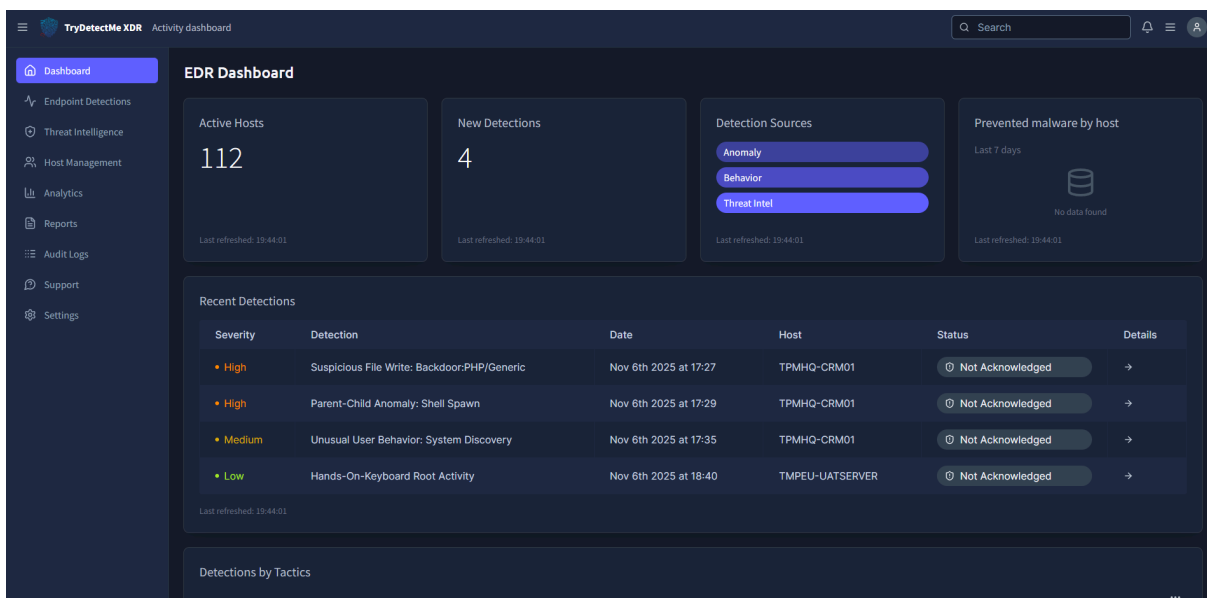 TryDetectMe XDR Activity dashboard Search
Dashboard
Endpoint Detections
Threat Intelligence
Host Management
Analytics
Reports
Audit Logs
Support
Settings
EDR Dashboard
Active Hosts
112
Last refreshed: 19:44:01
New Detections
4
Last refreshed: 19:44:01
Detection Sources
Anomaly
Behavior
Threat Intel
Last refreshed: 19:44:01
Prevented malware by host
Last 7 days
No data found
Last refreshed: 19:44:01
Recent Detections
Severity Detection Date Host Status Details
High Suspicious File Write: Backdoor:PHP/Generic Nov 6th 2025 at 17:27 TPMHQ-CRM01 Not Acknowledged →
High Parent-Child Anomaly: Shell Spawn Nov 6th 2025 at 17:29 TPMHQ-CRM01 Not Acknowledged →
Medium Unusual User Behavior: System Discovery Nov 6th 2025 at 17:35 TPMHQ-CRM01 Not Acknowledged →
Low Hands-On-Keyboard Root Activity Nov 6th 2025 at 18:40 TMPEU-UATSERVER Not Acknowledged →
Last refreshed: 19:44:01
Detections by Tactics